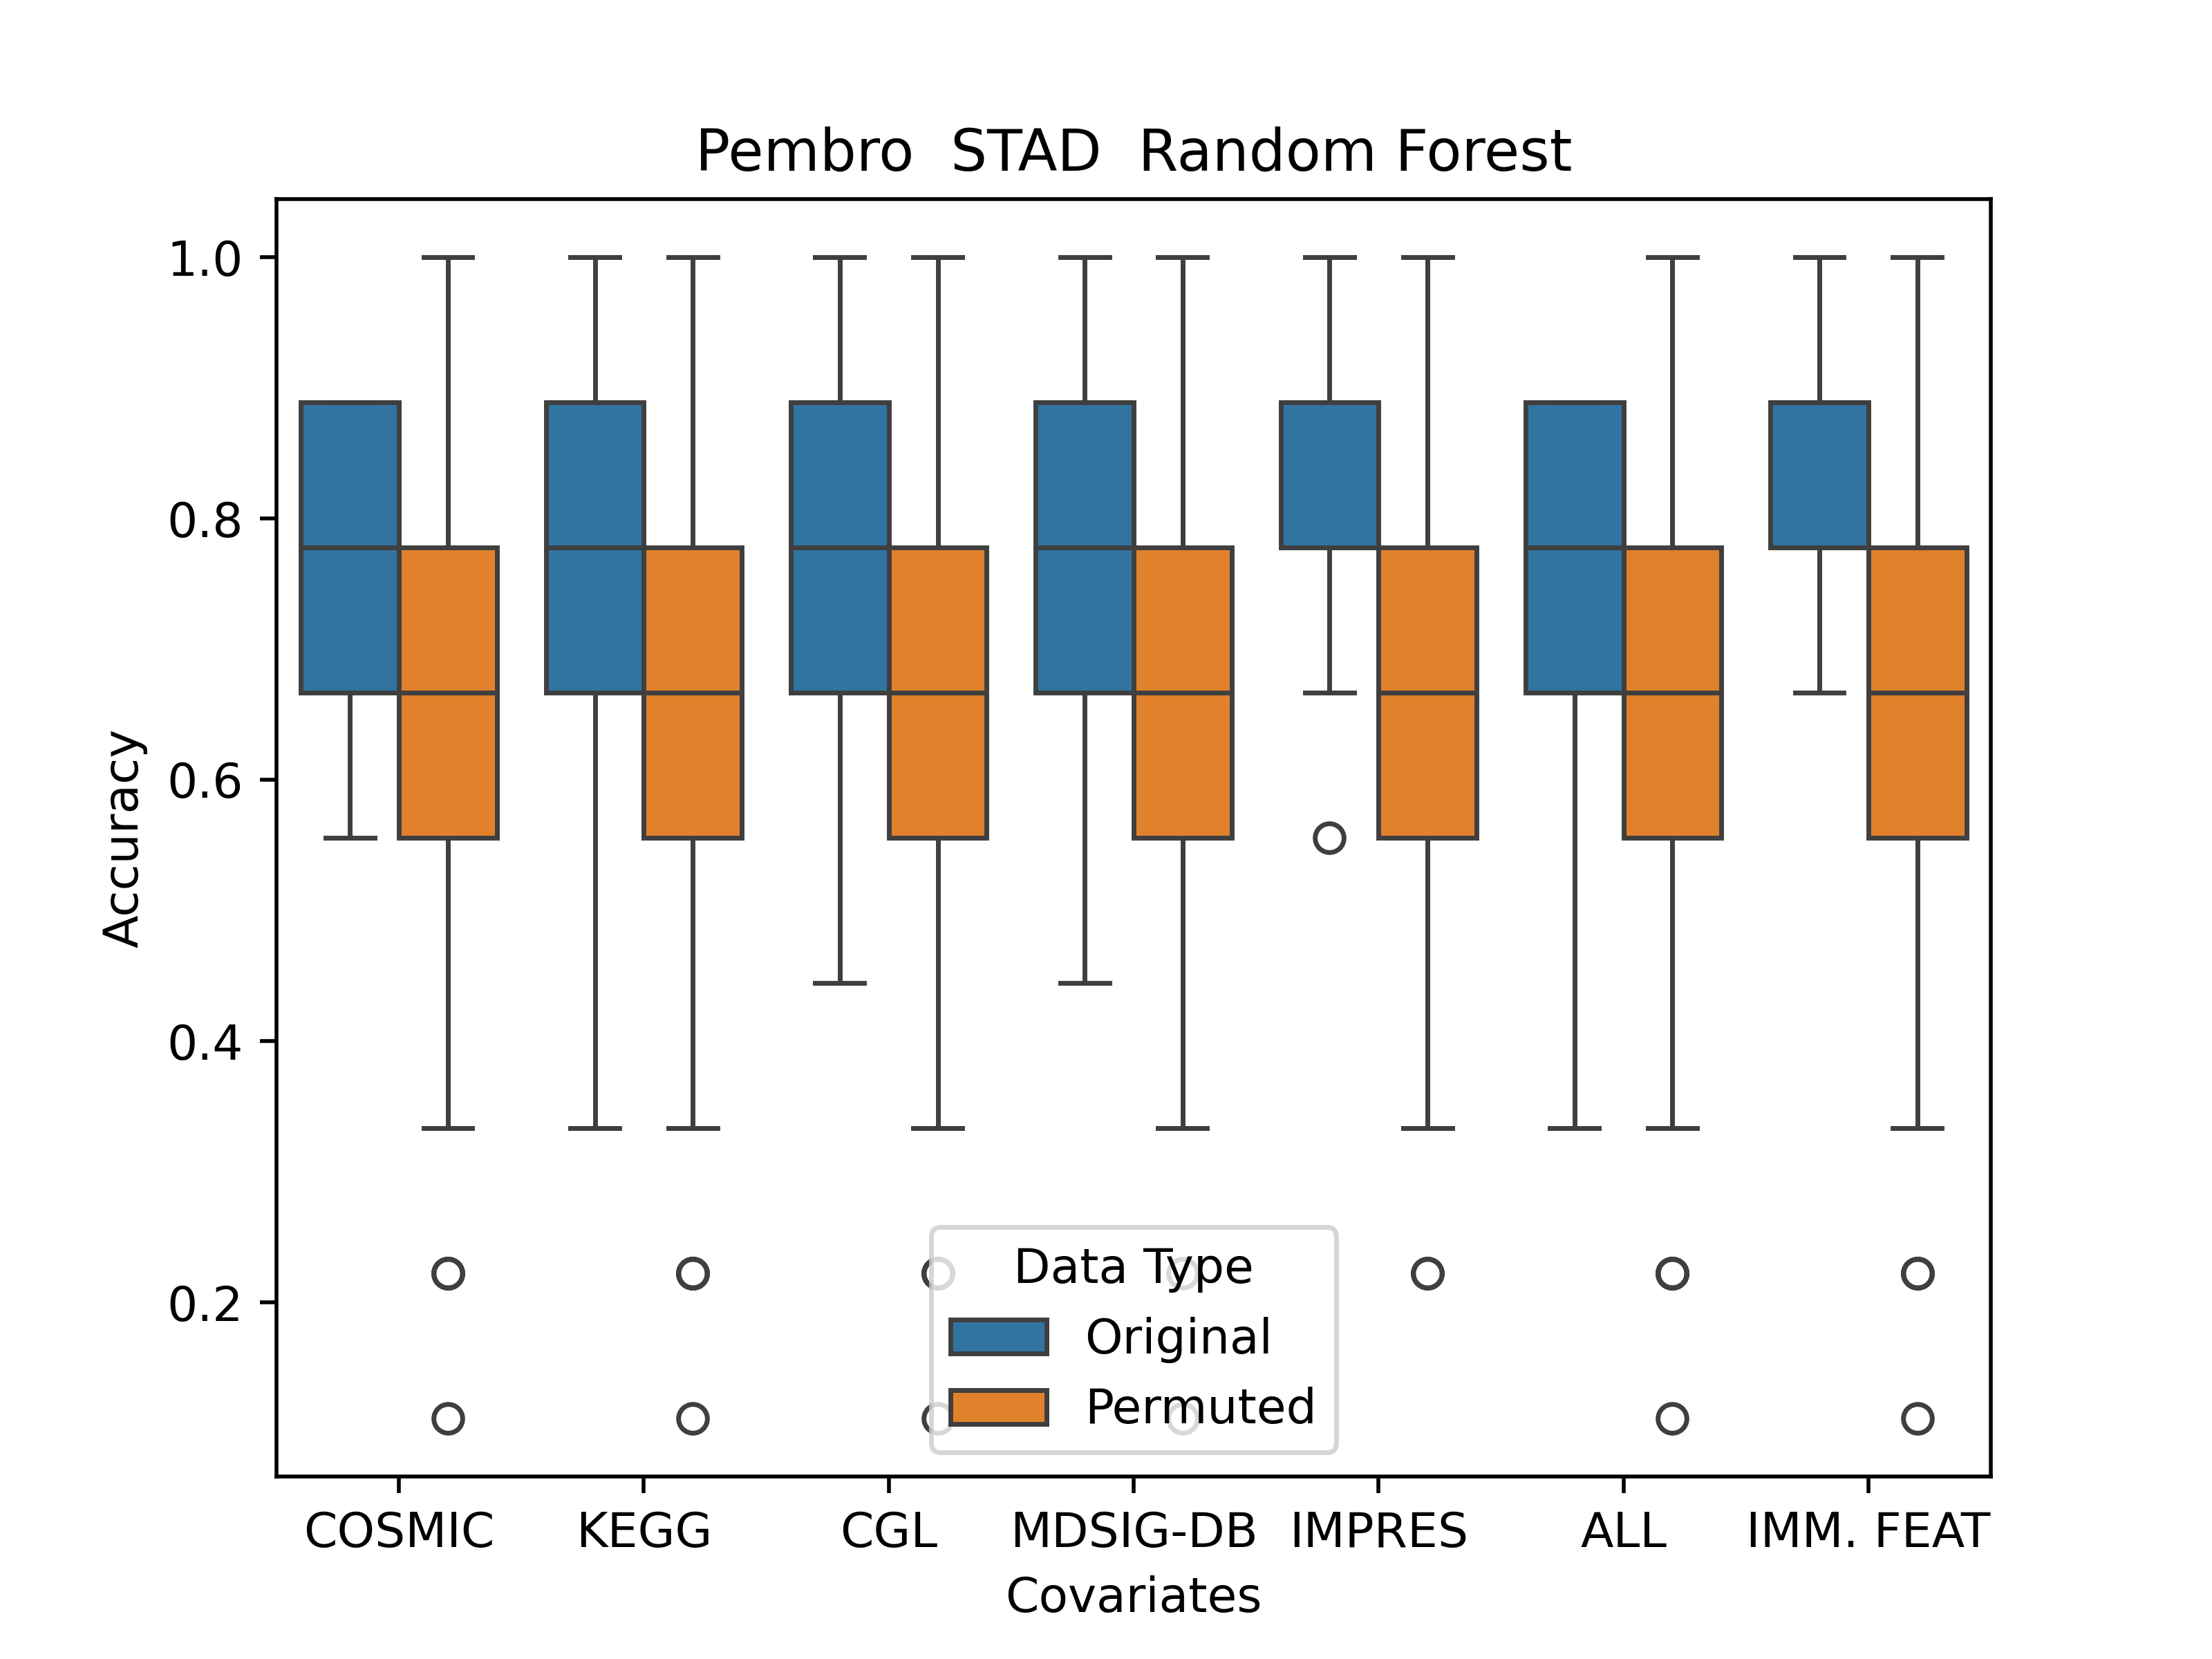 Pembro  STAD  Random Forest
1.0
0.8
0.6
0.4
0.2
Accuracy
Data Type
Original
Permuted
COSMIC KEGG CGL MDSIG-DB IMPRES ALL IMM. FEAT
Covariates